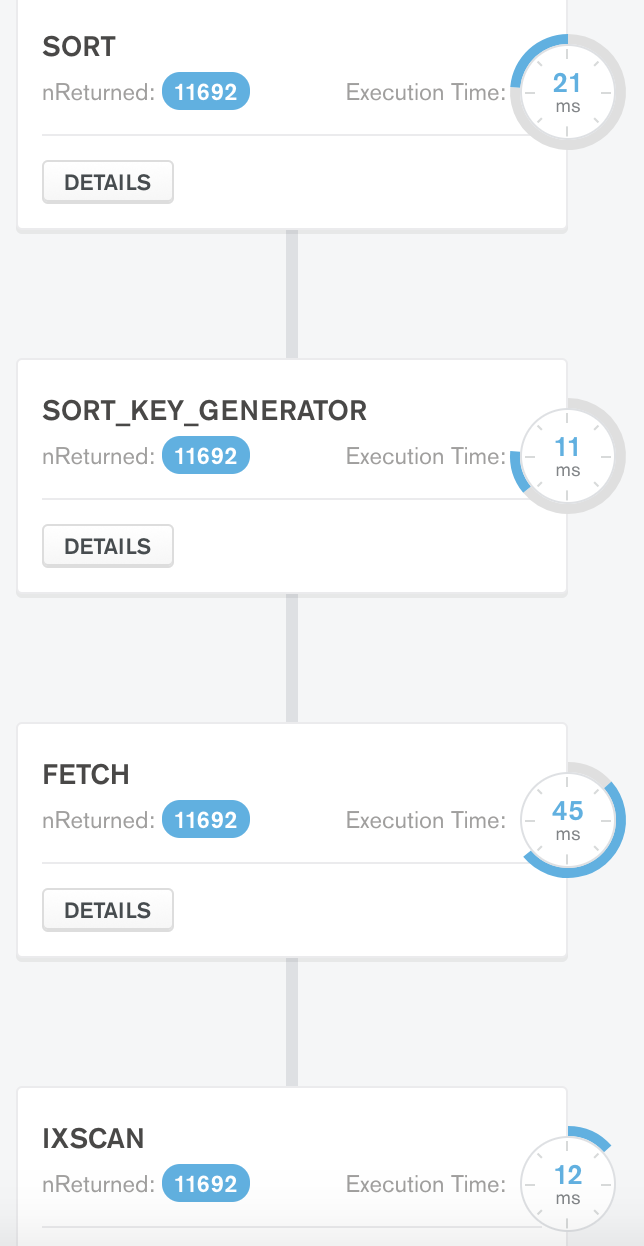 SORT
nReturned: 11692 Execution Time: 21 ms
DETAILS
SORT_KEY_GENERATOR
nReturned: 11692 Execution Time: 11 ms
DETAILS
FETCH
nReturned: 11692 Execution Time: 45 ms
DETAILS
IXSCAN
nReturned: 11692 Execution Time: 12 ms